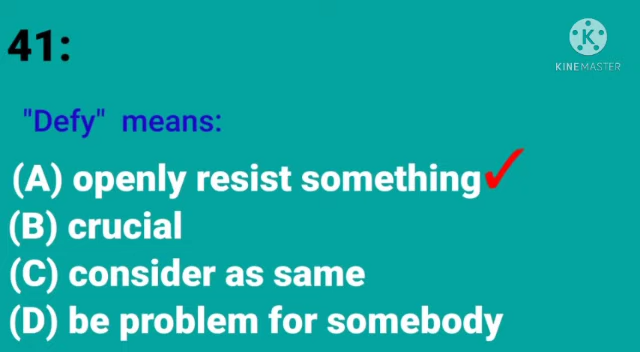 41:
K
KINEMASTER
"Defy" means:
(A) openly resist something
(B) crucial
(C) consider as same
(D) be problem for somebody